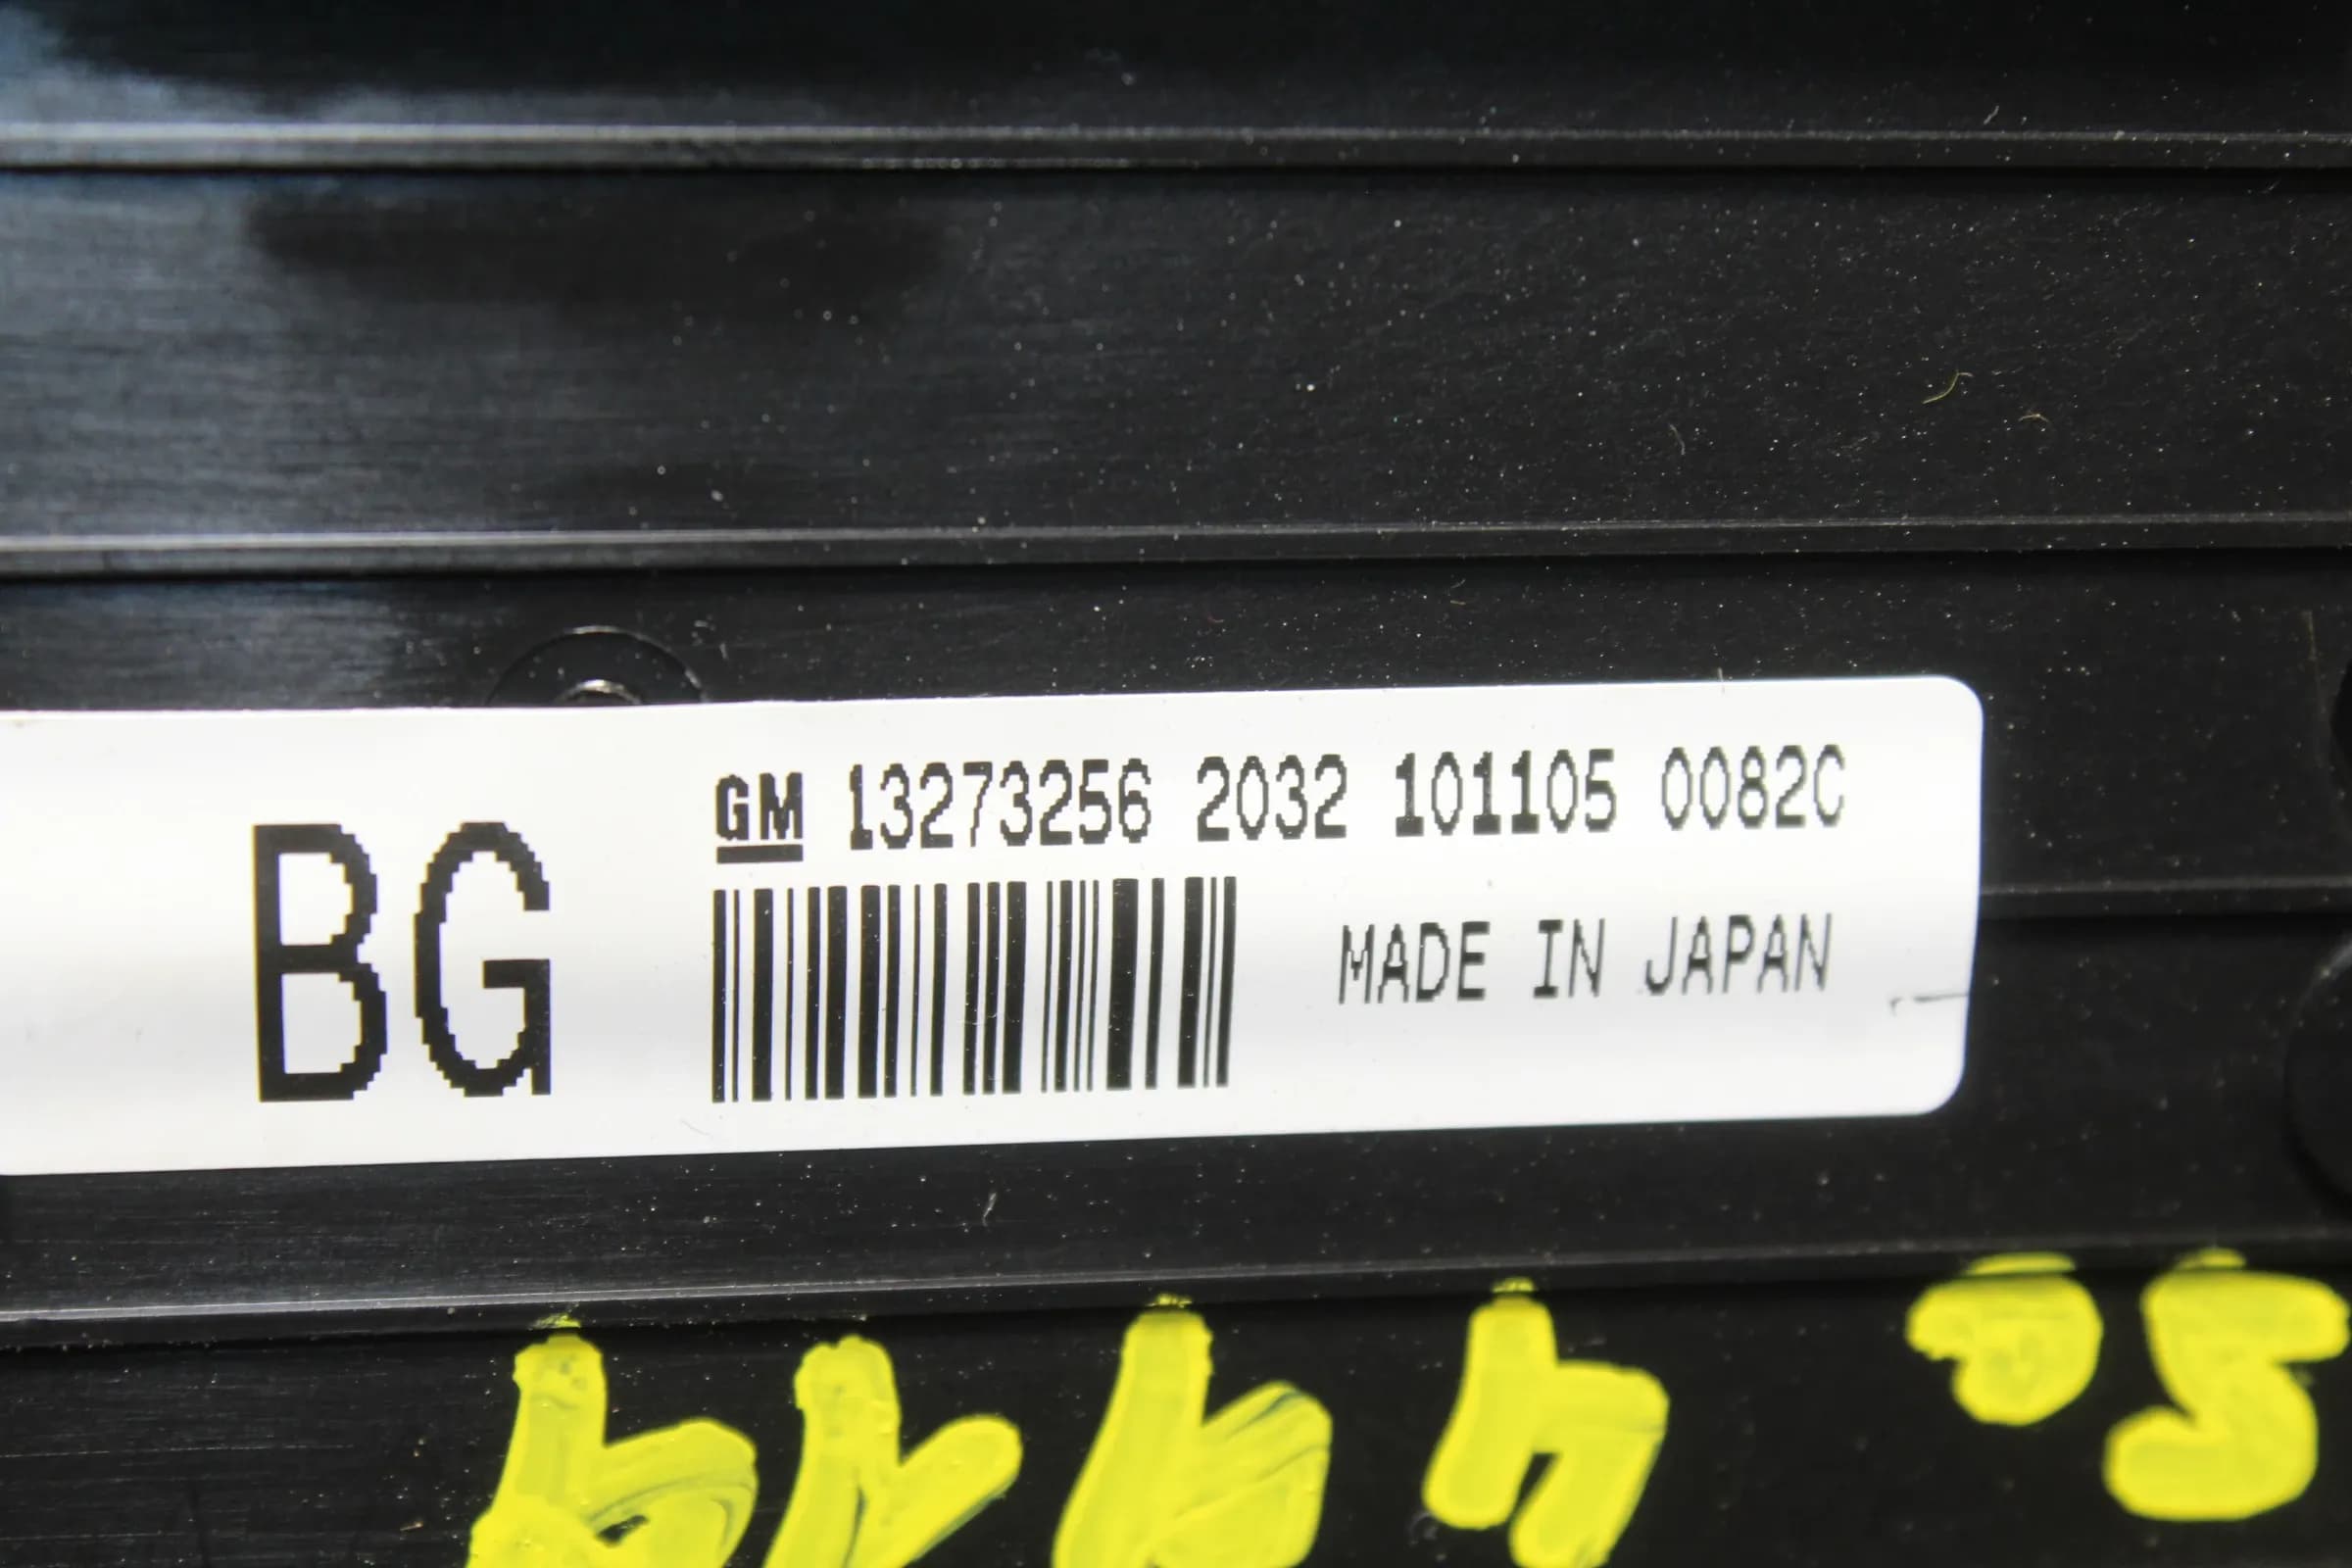 BG
GM 13273256 2032 101105 0082C
MADE IN JAPAN